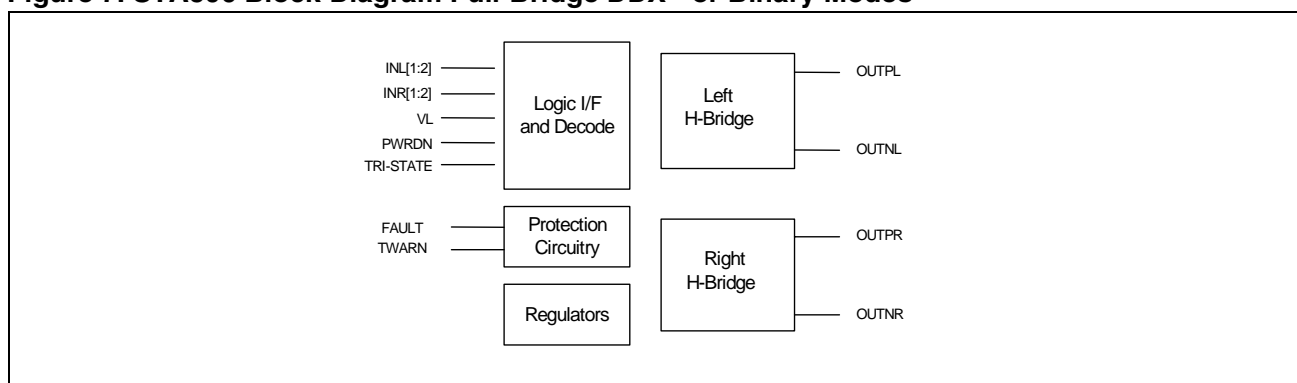 INL[1:2]
INR[1:2]
VL
PWRDN
TRI-STATE
Logic I/F
and Decode
FAULT
TWARN
Protection
Circuitry
Regulators
Left
H-Bridge
OUTPL
OUTNL
Right
H-Bridge
OUTPR
OUTNR